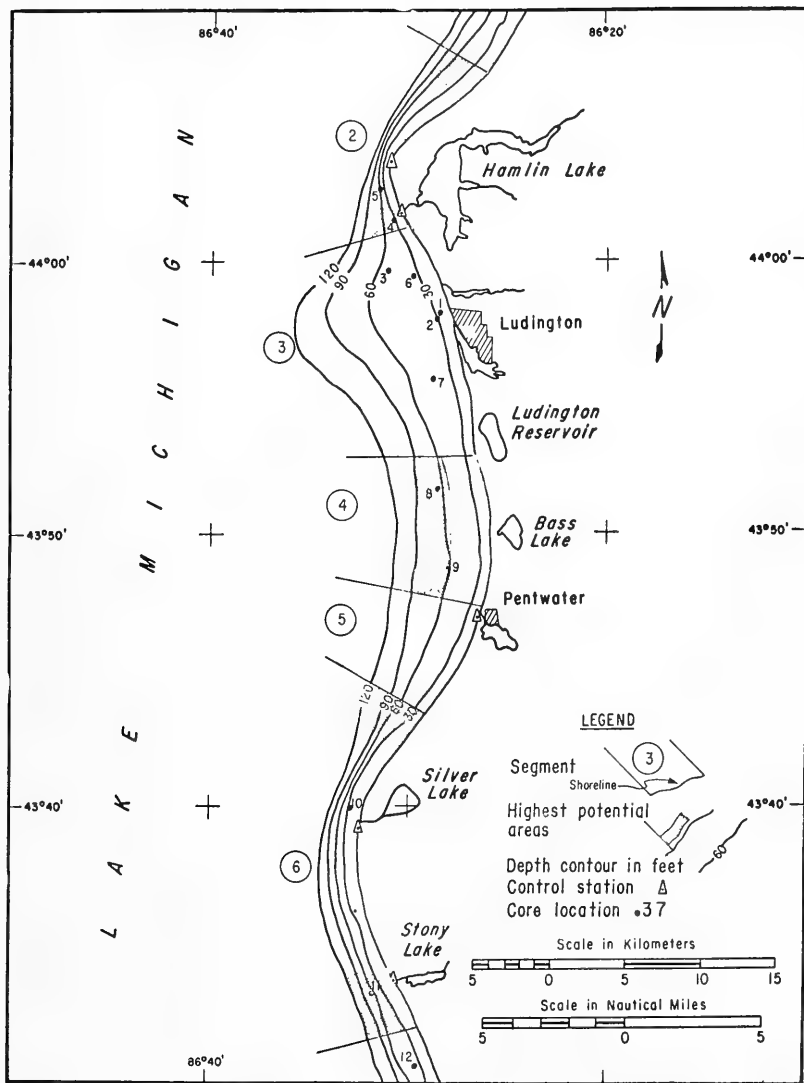 86°40'
86°20'
2
Hamlin Lake
5
4
44°00'
44°00'
120
90
60
3
6
30
1
2
Ludington
N
3
7
Ludington
Reservoir
8
4
Bass
Lake
43°50'
43°50'
9
Pentwater
5
120
90
60
30
LAKE MICHIGAN
LEGEND
Segment
3
Shoreline
Highest potential
areas
60
Depth contour in feet
Control station
Core location .37
Silver
Lake
10
43°40'
43°40'
6
Stony
Lake
11
Scale in Kilometers
5 0 5 10 15
Scale in Nautical Miles
5 0 5
86°40'
12